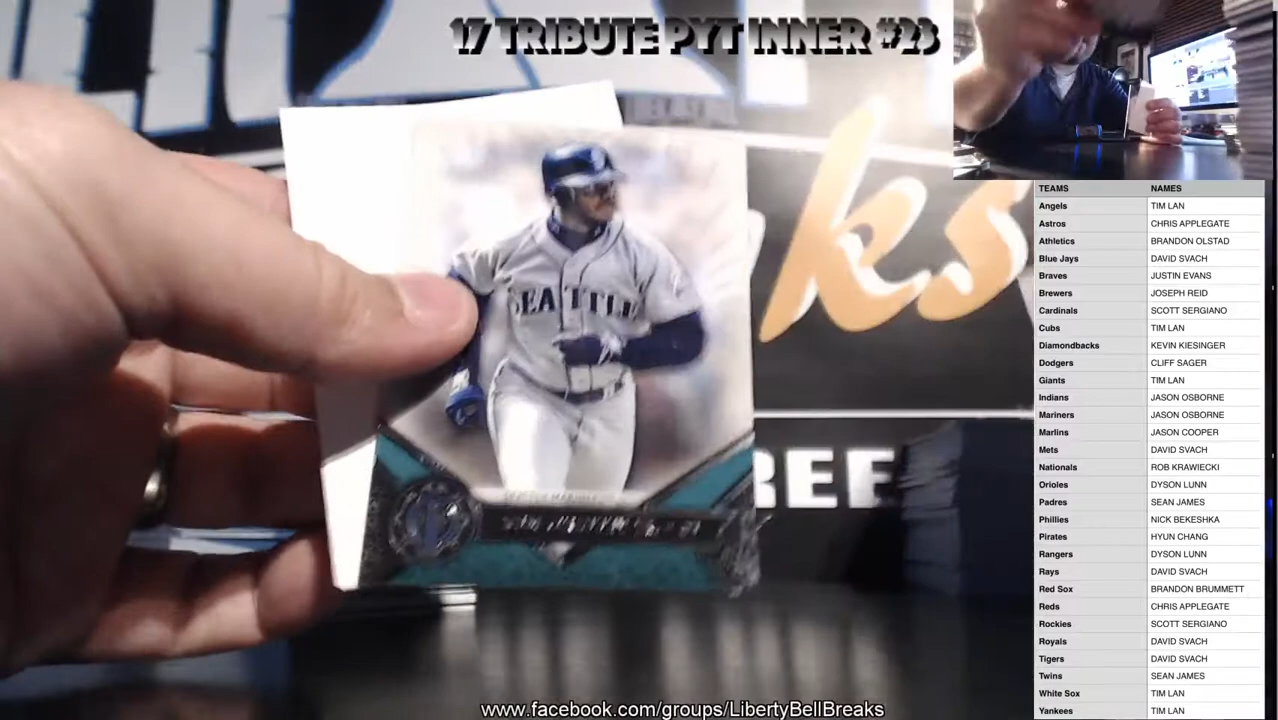 17 TRIBUTE PYT INNER #23
ks
REE
SEATTLE
TEAMS NAMES
Angels TIM LAN
Astros CHRIS APPLEGATE
Athletics BRANDON OLSTAD
Blue Jays DAVID SVACH
Braves JUSTIN EVANS
Brewers JOSEPH REID
Cardinals SCOTT SERGIANO
Cubs TIM LAN
Diamondbacks KEVIN KIESINGER
Dodgers CLIFF SAGER
Giants TIM LAN
Indians JASON OSBORNE
Mariners JASON OSBORNE
Marlins JASON COOPER
Mets DAVID SVACH
Nationals ROB KRAWIECKI
Orioles DYSON LUNN
Padres SEAN JAMES
Phillies NICK BEKESHKA
Pirates HYUN CHANG
Rangers DYSON LUNN
Rays DAVID SVACH
Red Sox BRANDON BRUMMETT
Reds CHRIS APPLEGATE
Rockies SCOTT SERGIANO
Royals DAVID SVACH
Tigers DAVID SVACH
Twins SEAN JAMES
White Sox TIM LAN
Yankees TIM LAN
www.facebook.com/groups/LibertyBellBreaks